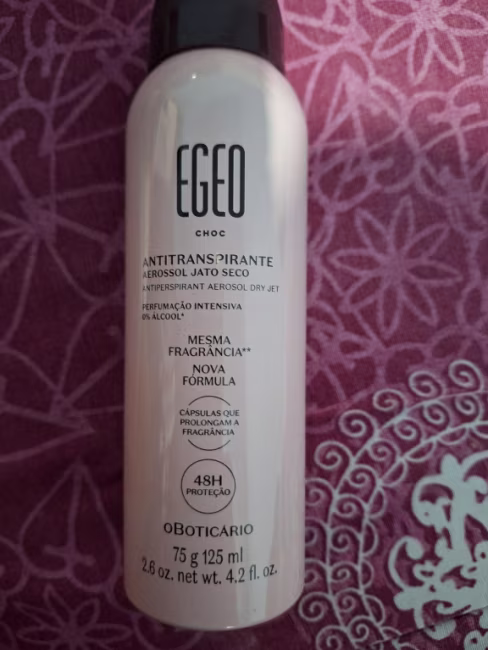 EGEO
CHOC
ANTITRANSPIRANTE
AEROSSOL JATO SECO
ANTIPERSPIRANT AEROSOL DRY JET
PERFUMAÇÃO INTENSIVA
0% ÁLCOOL*
MESMA
FRAGRÂNCIA**
NOVA
FÓRMULA
CÁPSULAS QUE
PROLONGAM A
FRAGRÂNCIA
48H
PROTEÇÃO
oBOTICÁRIO
75 g 125 ml
2.6 oz. net wt. 4.2 fl. oz.